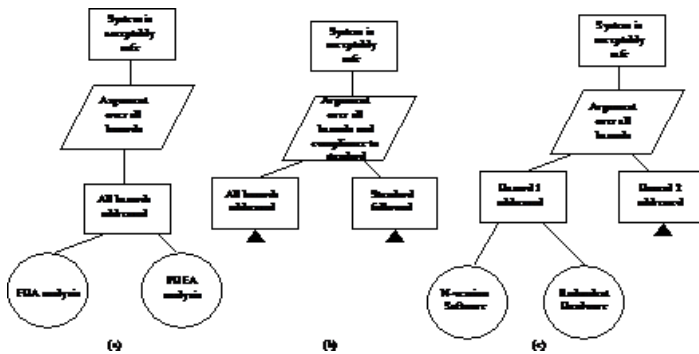 System is
acceptably
safe
Argument
over all
hazards
All hazards
addressed
FHA analysis
FMEA
analysis
(a)
System is
acceptably
safe
Argument
over all
hazards and
compliance to
standard
All hazards
addressed
Standard
followed
(b)
System is
acceptably
safe
Argument
over all
hazards
Hazard 1
addressed
Hazard 2
addressed
N-version
Software
Redundant
Hardware
(c)